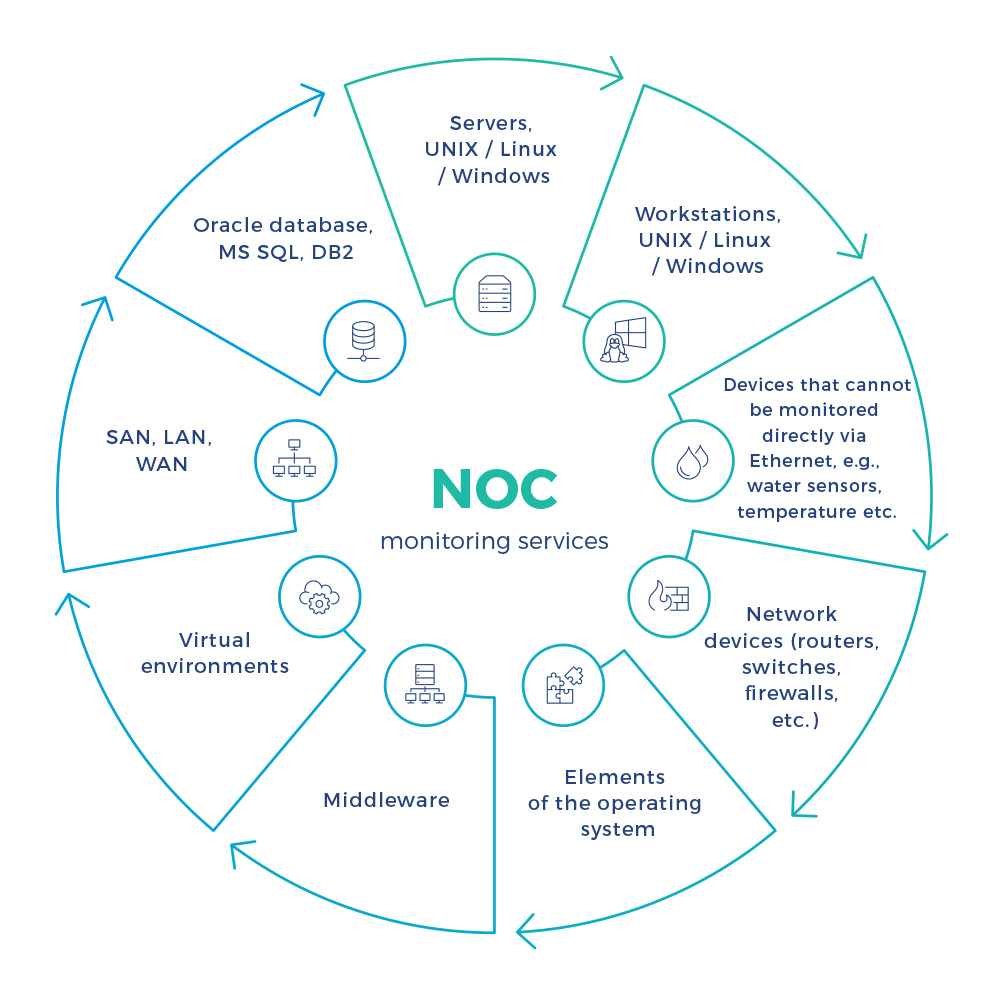 Servers,
UNIX / Linux
/ Windows
Workstations,
UNIX / Linux
/ Windows
Devices that cannot
be monitored
directly via
Ethernet, e.g.,
water sensors,
temperature etc.
Network
devices (routers,
switches,
firewalls,
etc.)
Elements
of the operating
system
Middleware
Virtual
environments
SAN, LAN,
WAN
Oracle database,
MS SQL, DB2
NOC
monitoring services